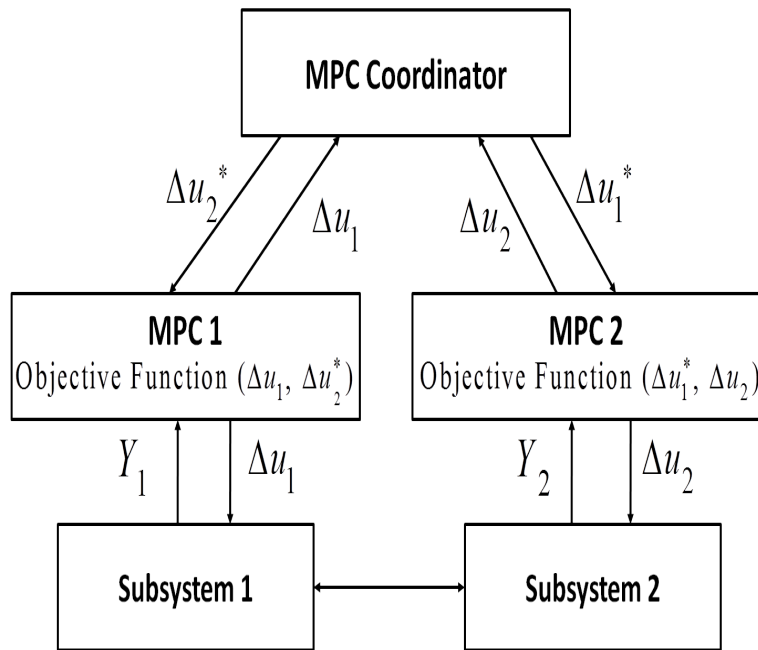 MPC Coordinator
Δu₂*
Δu₁
Δu₂
Δu₁*
MPC 1
Objective Function (Δu₁, Δu₂*)
MPC 2
Objective Function (Δu₁*, Δu₂)
Y₁
Δu₁
Y₂
Δu₂
Subsystem 1
Subsystem 2